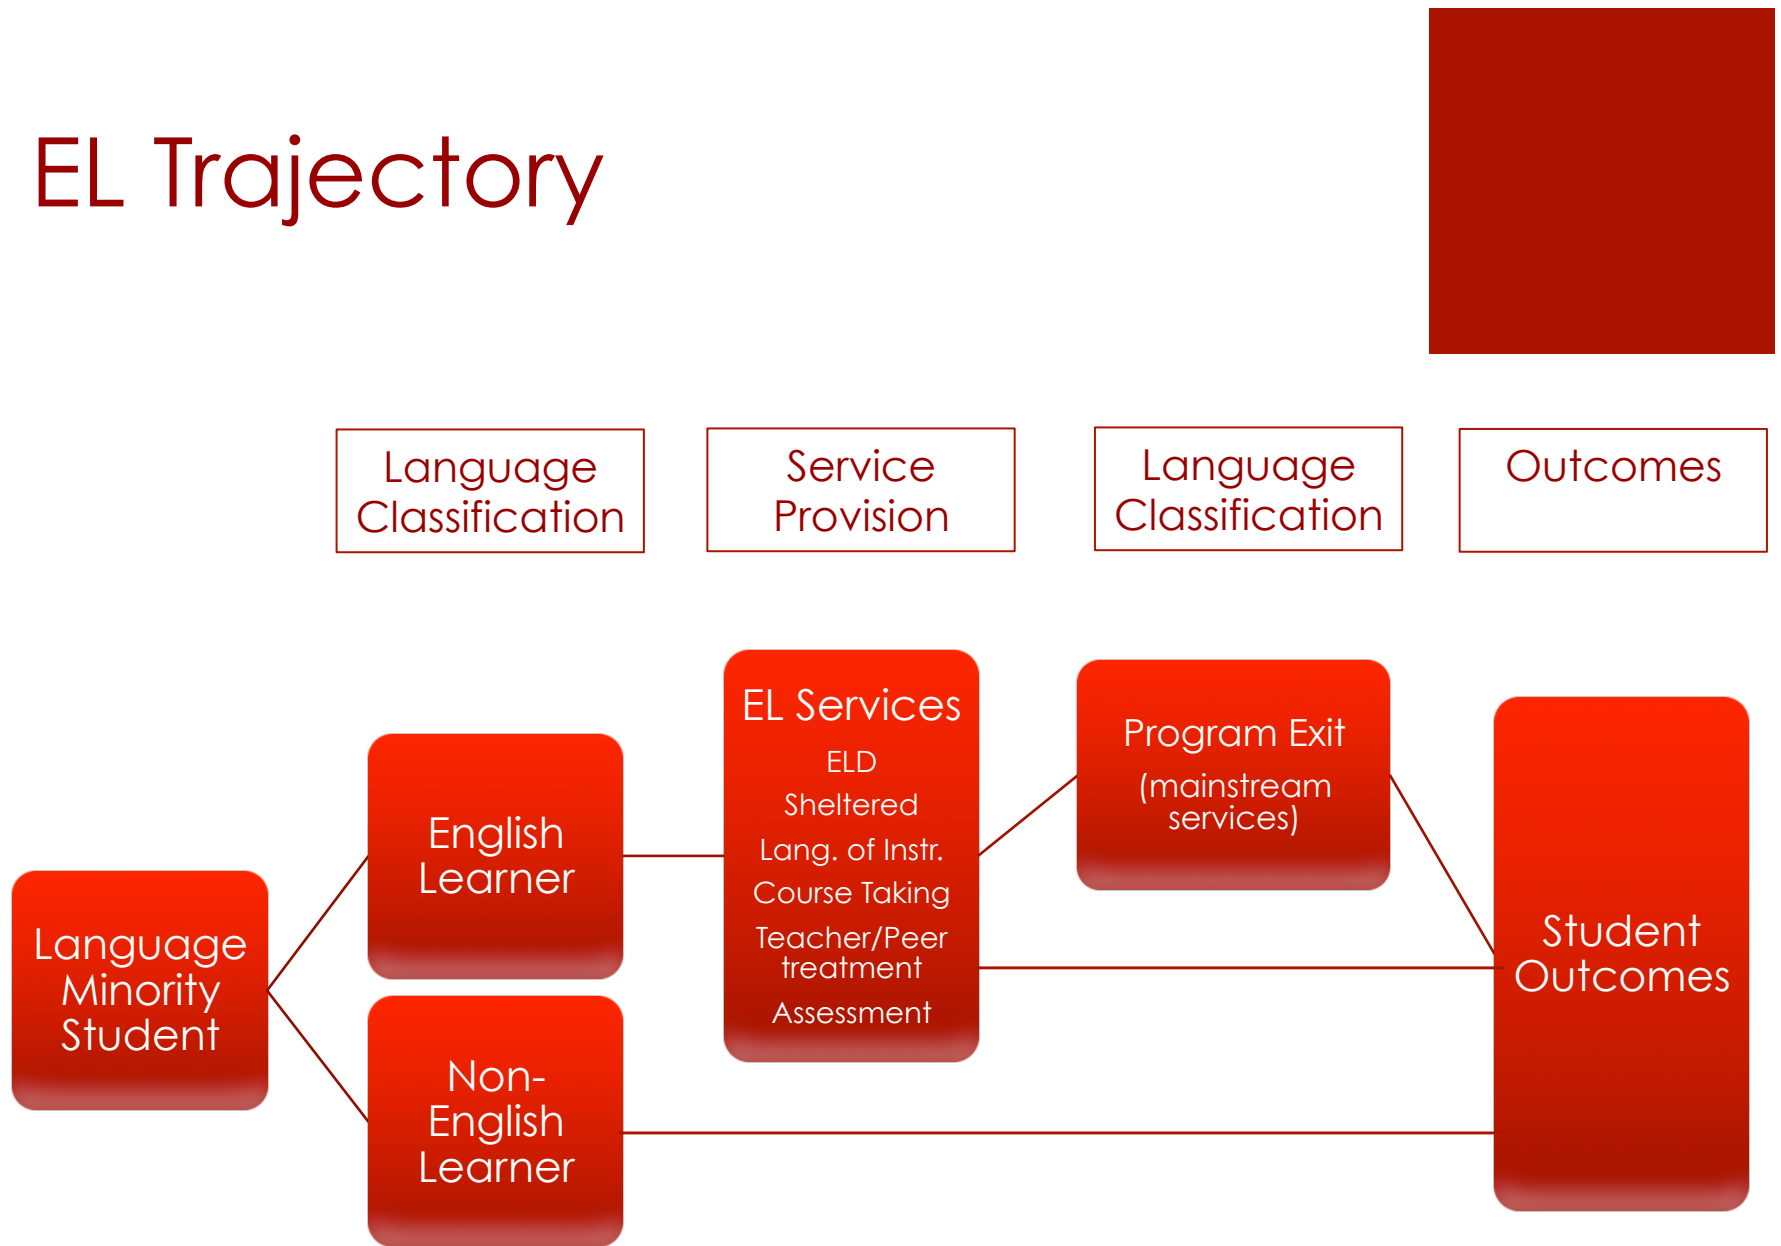 EL Trajectory
Language
Classification
Service
Provision
Language
Classification
Outcomes
Language
Minority
Student
English
Learner
Non-
English
Learner
EL Services
ELD
Sheltered
Lang. of Instr.
Course Taking
Teacher/Peer
treatment
Assessment
Program Exit
(mainstream
services)
Student
Outcomes